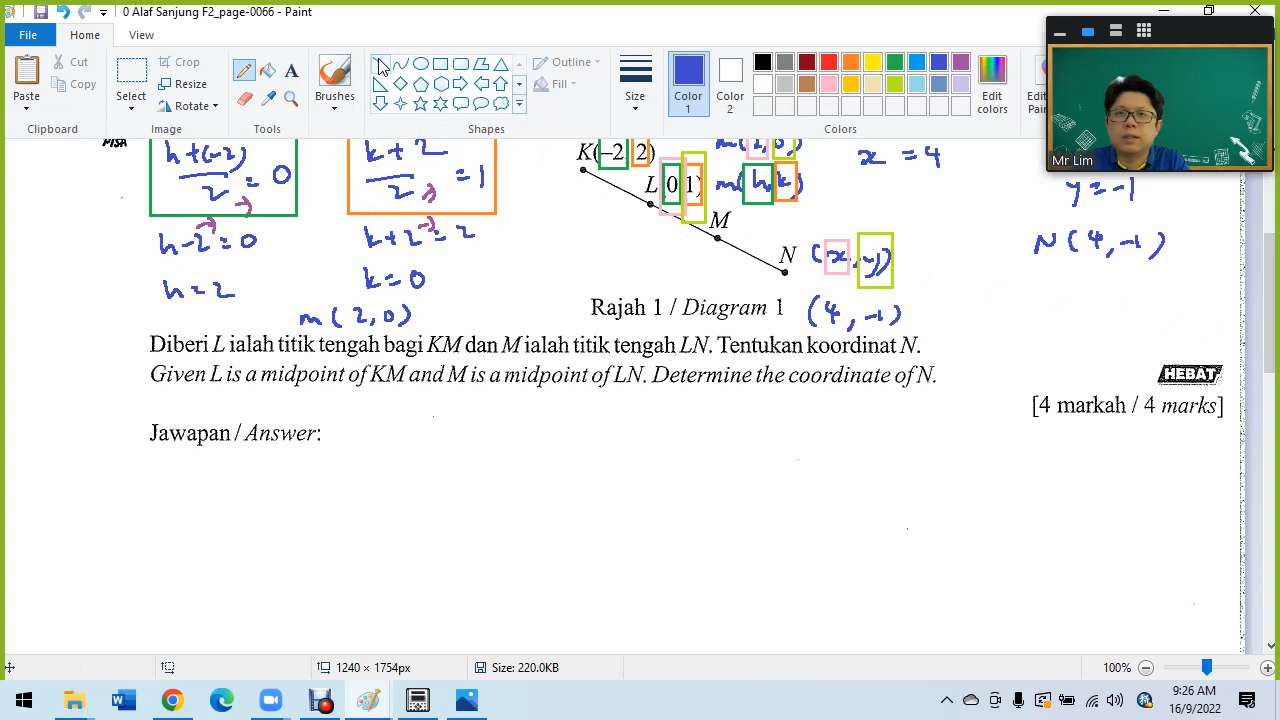 0 Alaf Sanjung F2_page-0066 - Paint
File Home View
Paste Cut Copy Clipboard
Select Crop Resize Rotate Image
Tools
Brushes
Outline Fill Shapes
Size
Color 1 Color 2 Edit colors Colors
Mr Lim
h+(-2)/2 = 0
k+2/2 = 1
K(−2, 2)
x = 4
L(0, 1)
m(h, k)
y = -1
M
h-2 = 0
k+2 = 2
N (x, y)
N(4, -1)
h = 2
k = 0
m(2, 0)
Rajah 1 / Diagram 1
(4, -1)
Diberi L ialah titik tengah bagi KM dan M ialah titik tengah LN. Tentukan koordinat N.
Given L is a midpoint of KM and M is a midpoint of LN. Determine the coordinate of N.
HEBAT
[4 markah / 4 marks]
Jawapan / Answer:
1240 × 1754px
Size: 220.0KB
100%
9:26 AM
16/9/2022